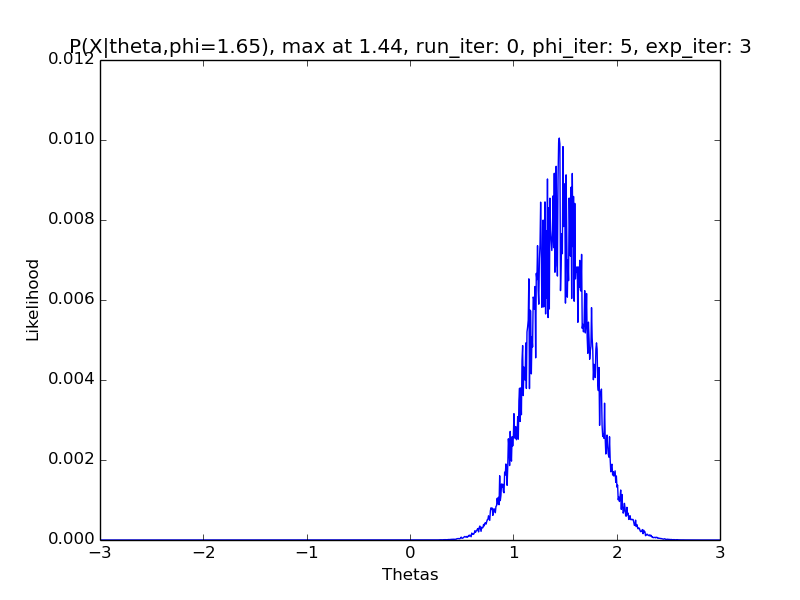 P(X|theta,phi=1.65), max at 1.44, run_iter: 0, phi_iter: 5, exp_iter: 3
0.012
0.010
0.008
0.006
0.004
0.002
0.000
Likelihood
−3 −2 −1 0 1 2 3
Thetas